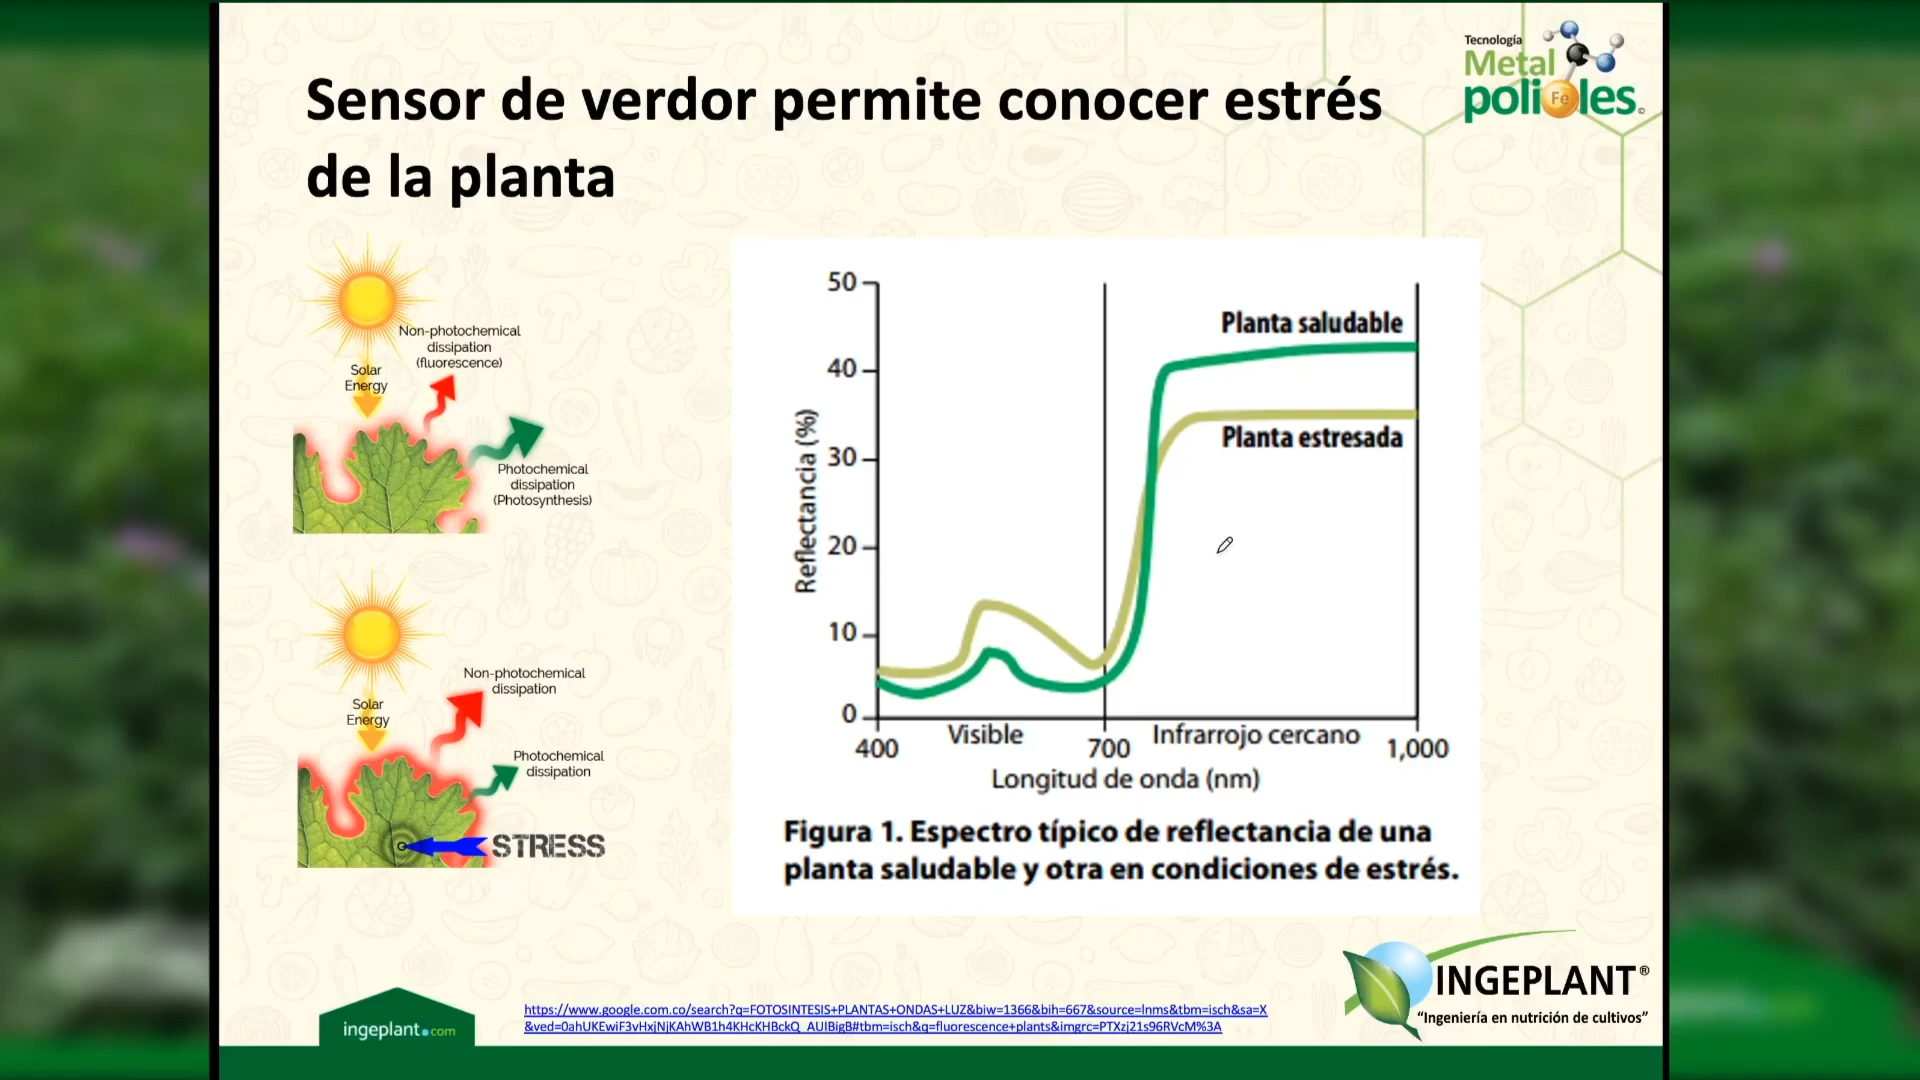 Sensor de verdor permite conocer estrés
de la planta
Tecnología
Metal
polioles
Fe
Non-photochemical
dissipation
(fluorescence)
Solar
Energy
Photochemical
dissipation
(Photosynthesis)
Non-photochemical
dissipation
Solar
Energy
Photochemical
dissipation
STRESS
50
40
30
20
10
0
Reflectancia (%)
Planta saludable
Planta estresada
Visible
Infrarrojo cercano
400
700
1,000
Longitud de onda (nm)
Figura 1. Espectro típico de reflectancia de una
planta saludable y otra en condiciones de estrés.
https://www.google.com.co/search?q=FOTOSINTESIS+PLANTAS+ONDAS+LUZ&biw=1366&bih=667&source=lnms&tbm=isch&sa=X
&ved=0ahUKEwiF3vHxjNjKAhWB1h4KHcKHBckQ_AUIBigB#tbm=isch&q=fluorescence+plants&imgrc=PTXzj21s96RVcM%3A
ingeplant.com
INGEPLANT®
“Ingeniería en nutrición de cultivos”